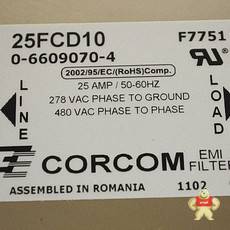 25FCD10
F7751
0-6609070-4
2002/95/EC/(RoHS)Comp.
25 AMP / 50-60HZ
278 VAC PHASE TO GROUND
480 VAC PHASE TO PHASE
LINE
LOAD
CORCOM
EMI
FILTER
ASSEMBLED IN ROMANIA
1102